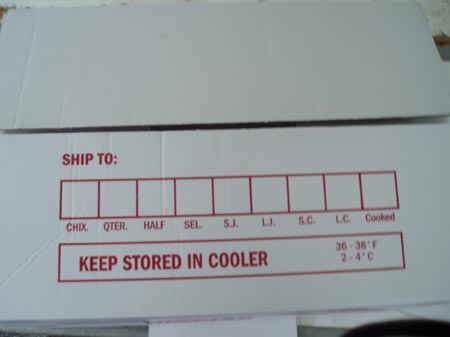 SHIP TO:
CHIX. QTER. HALF SEL. S.J. L.J. S.C. L.C. Cooked
KEEP STORED IN COOLER
36 - 38°F
2 - 4°C